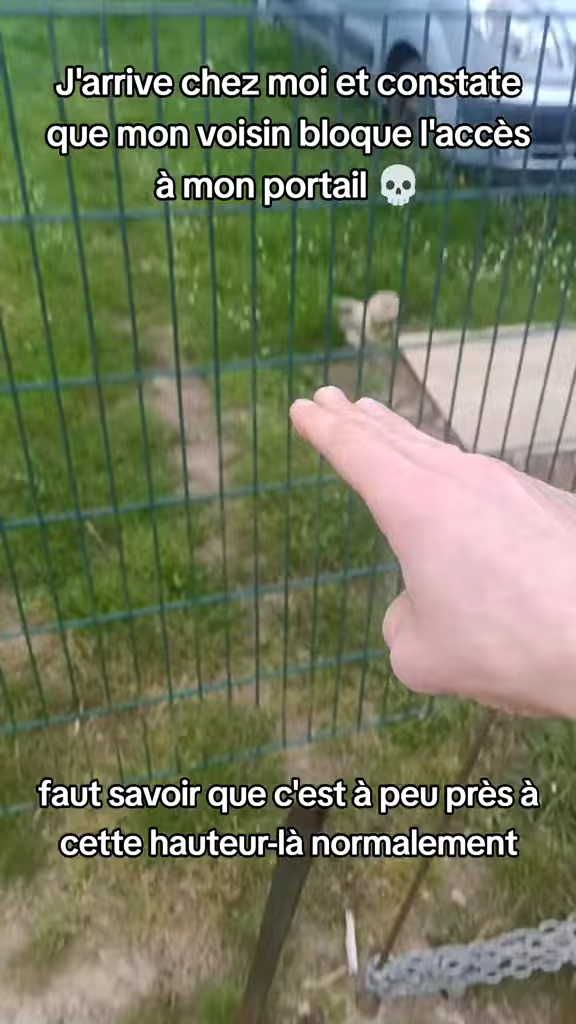 J'arrive chez moi et constate
que mon voisin bloque l'accès
à mon portail 💀
faut savoir que c'est à peu près à
cette hauteur-là normalement